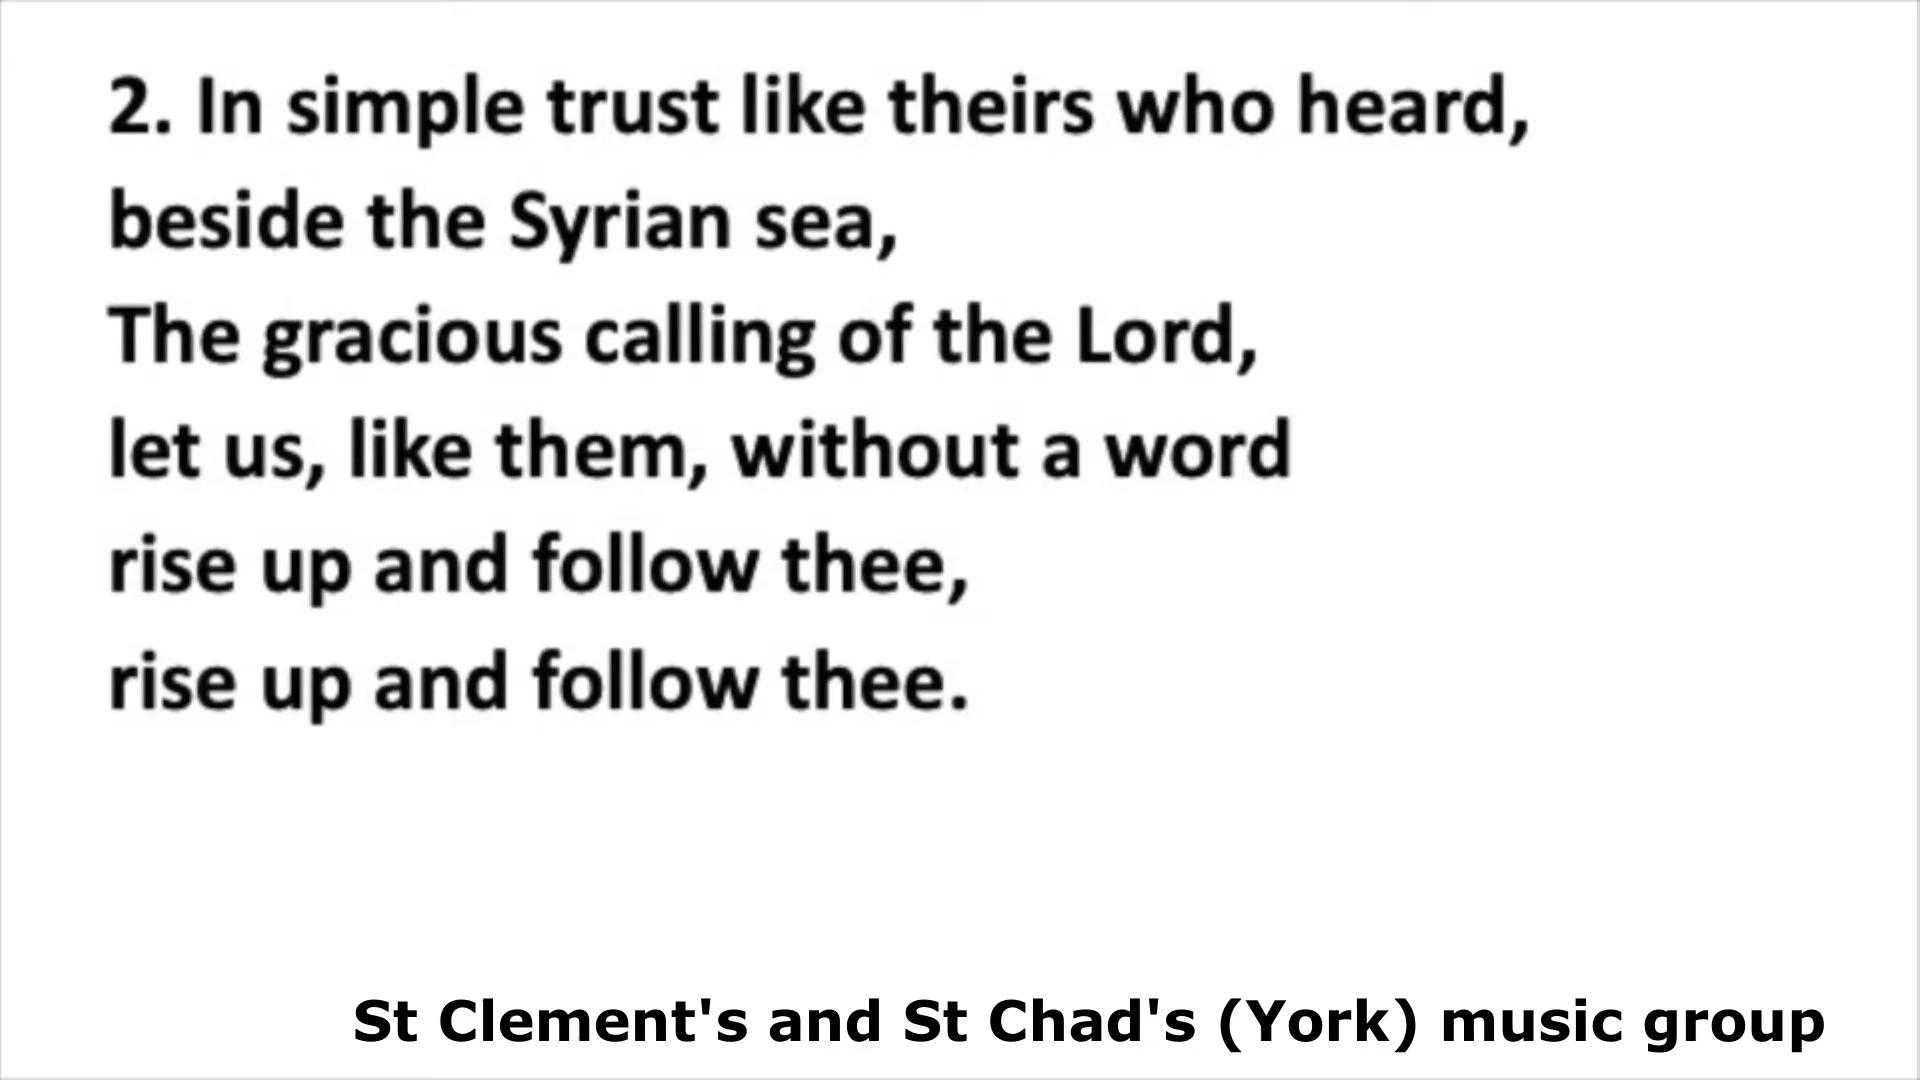 2. In simple trust like theirs who heard,
beside the Syrian sea,
The gracious calling of the Lord,
let us, like them, without a word
rise up and follow thee,
rise up and follow thee.
St Clement's and St Chad's (York) music group